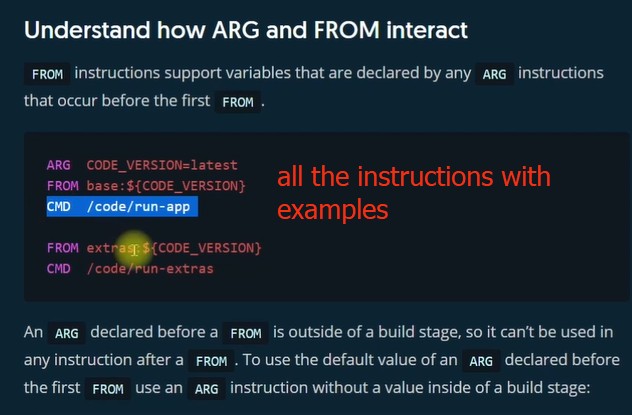 Understand how ARG and FROM interact
FROM instructions support variables that are declared by any ARG instructions
that occur before the first FROM .
ARG CODE_VERSION=latest
FROM base:${CODE_VERSION}
CMD /code/run-app
all the instructions with
examples
FROM extras:${CODE_VERSION}
CMD /code/run-extras
An ARG declared before a FROM is outside of a build stage, so it can’t be used in
any instruction after a FROM . To use the default value of an ARG declared before
the first FROM use an ARG instruction without a value inside of a build stage: